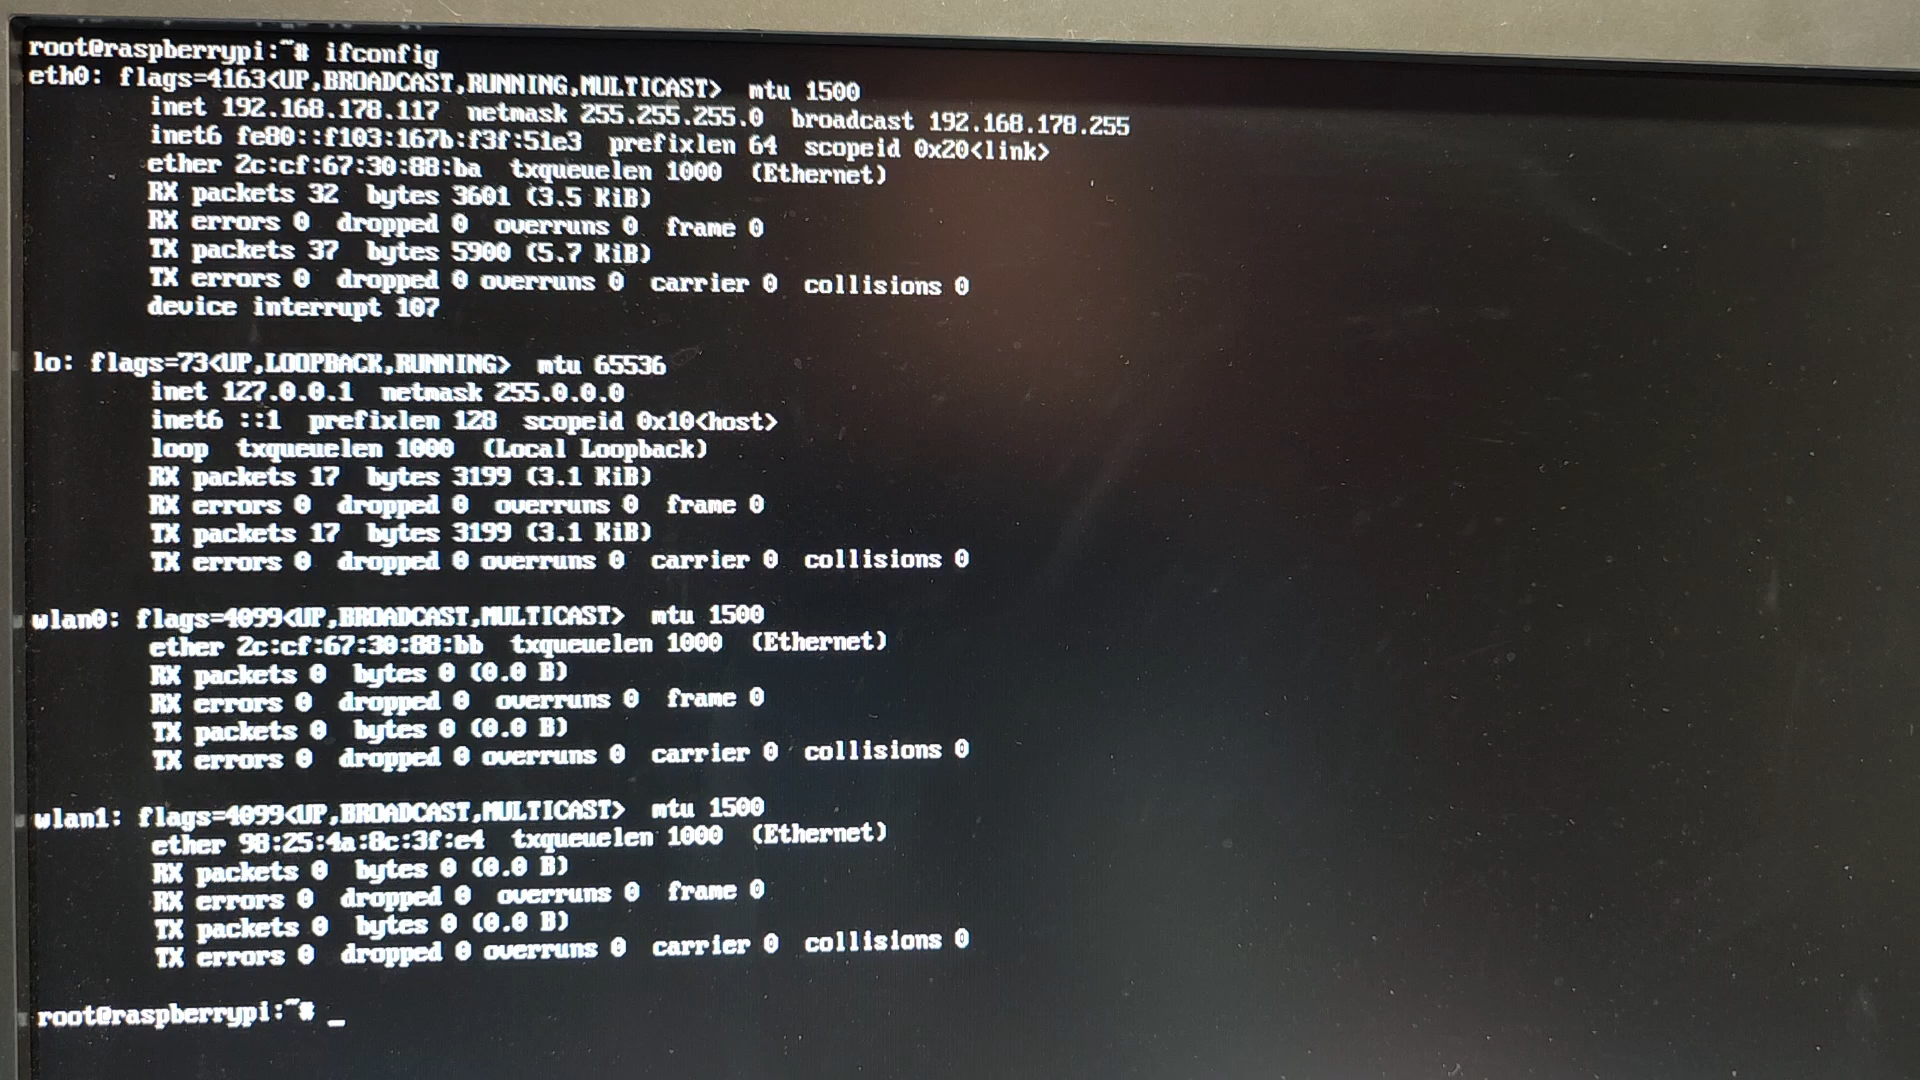 root@raspberrypi:~# ifconfig
eth0: flags=4163<UP,BROADCAST,RUNNING,MULTICAST>  mtu 1500
        inet 192.168.178.117  netmask 255.255.255.0  broadcast 192.168.178.255
        inet6 fe80::f103:167b:f3f:51e3  prefixlen 64  scopeid 0x20<link>
        ether 2c:cf:67:30:88:ba  txqueuelen 1000  (Ethernet)
        RX packets 32  bytes 3601 (3.5 KiB)
        RX errors 0  dropped 0  overruns 0  frame 0
        TX packets 37  bytes 5900 (5.7 KiB)
        TX errors 0  dropped 0 overruns 0  carrier 0  collisions 0
        device interrupt 107

lo: flags=73<UP,LOOPBACK,RUNNING>  mtu 65536
        inet 127.0.0.1  netmask 255.0.0.0
        inet6 ::1  prefixlen 128  scopeid 0x10<host>
        loop  txqueuelen 1000  (Local Loopback)
        RX packets 17  bytes 3199 (3.1 KiB)
        RX errors 0  dropped 0  overruns 0  frame 0
        TX packets 17  bytes 3199 (3.1 KiB)
        TX errors 0  dropped 0 overruns 0  carrier 0  collisions 0

wlan0: flags=4099<UP,BROADCAST,MULTICAST>  mtu 1500
        ether 2c:cf:67:30:88:bb  txqueuelen 1000  (Ethernet)
        RX packets 0  bytes 0 (0.0 B)
        RX errors 0  dropped 0  overruns 0  frame 0
        TX packets 0  bytes 0 (0.0 B)
        TX errors 0  dropped 0 overruns 0  carrier 0  collisions 0

wlan1: flags=4099<UP,BROADCAST,MULTICAST>  mtu 1500
        ether 98:25:4a:8c:3f:e4  txqueuelen 1000  (Ethernet)
        RX packets 0  bytes 0 (0.0 B)
        RX errors 0  dropped 0  overruns 0  frame 0
        TX packets 0  bytes 0 (0.0 B)
        TX errors 0  dropped 0 overruns 0  carrier 0  collisions 0

root@raspberrypi:~# _